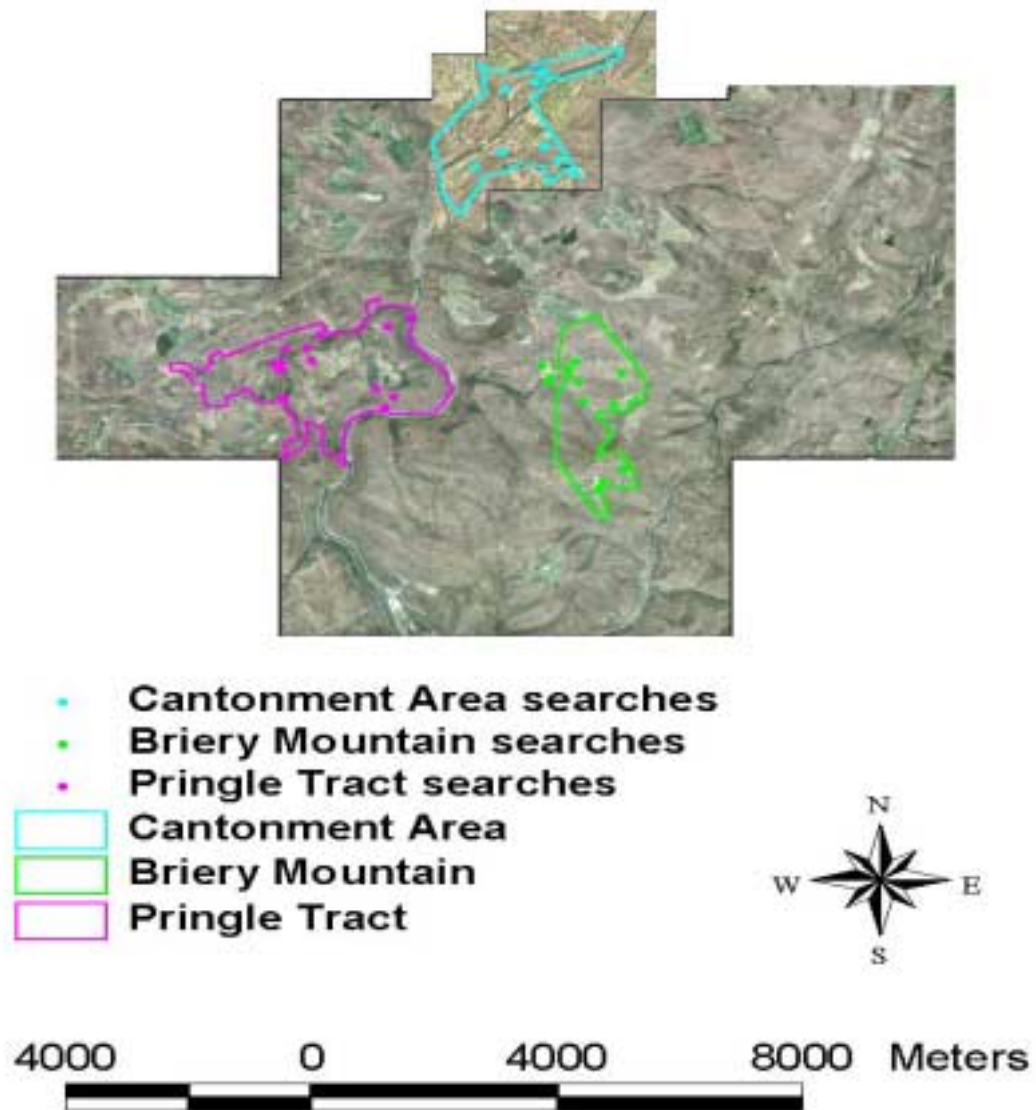 Cantonment Area searches
Briery Mountain searches
Pringle Tract searches
Cantonment Area
Briery Mountain
Pringle Tract
N
W E
S
4000 0 4000 8000 Meters